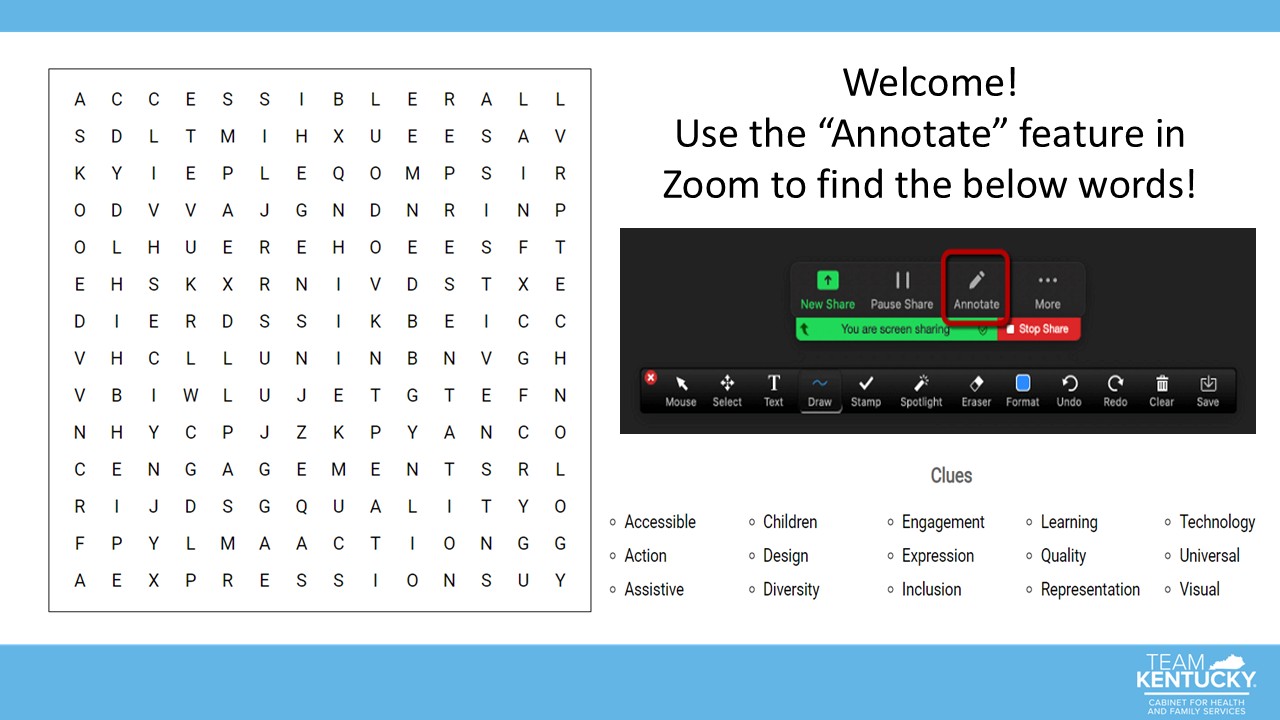 A C C E S S I B L E R A L L
S D L T M I H X U E E S A V
K Y I E P L E Q O M P S I R
O D V V A J G N D N R I N P
O L H U E R E H O E E S F T
E H S K X R N I V D S T X E
D I E R D S S I K B E I C C
V H C L L U N I N B N V G H
V B I W L U J E T G T E F N
N H Y C P J Z K P Y A N C O
C E N G A G E M E N T S R L
R I J D S G Q U A L I T Y O
F P Y L M A A C T I O N G G
A E X P R E S S I O N S U Y
Welcome!
Use the “Annotate” feature in
Zoom to find the below words!
New Share Pause Share Annotate More
You are screen sharing Stop Share
Mouse Select Text Draw Stamp Spotlight Eraser Format Undo Redo Clear Save
Clues
Accessible Children Engagement Learning Technology
Action Design Expression Quality Universal
Assistive Diversity Inclusion Representation Visual
TEAM
KENTUCKY
CABINET FOR HEALTH
AND FAMILY SERVICES